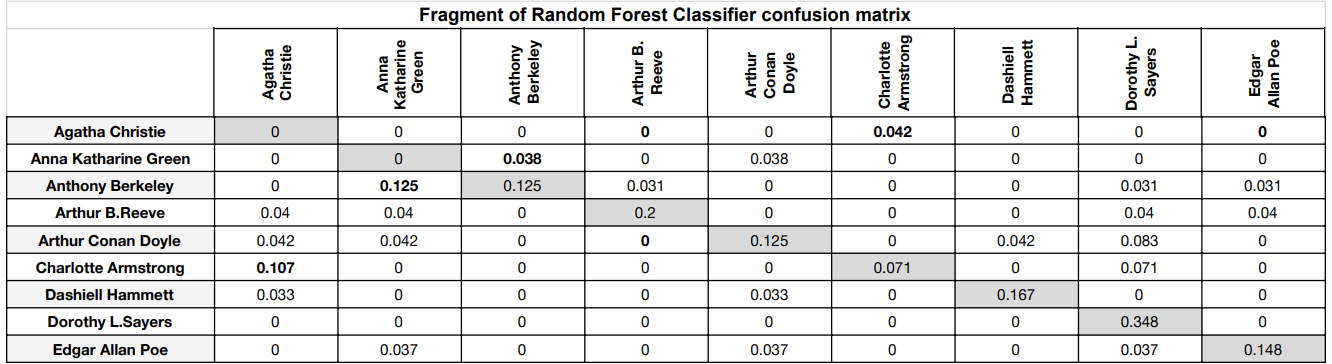 Fragment of Random Forest Classifier confusion matrix
Agatha Christie Anna Katharine Green Anthony Berkeley Arthur B. Reeve Arthur Conan Doyle Charlotte Armstrong Dashiell Hammett Dorothy L. Sayers Edgar Allan Poe
Agatha Christie 0 0 0 0 0 0.042 0 0 0
Anna Katharine Green 0 0 0.038 0 0.038 0 0 0 0
Anthony Berkeley 0 0.125 0.125 0.031 0 0 0 0.031 0.031
Arthur B.Reeve 0.04 0.04 0 0.2 0 0 0 0.04 0.04
Arthur Conan Doyle 0.042 0.042 0 0 0.125 0 0.042 0.083 0
Charlotte Armstrong 0.107 0 0 0 0 0.071 0 0.071 0
Dashiell Hammett 0.033 0 0 0 0.033 0 0.167 0 0
Dorothy L.Sayers 0 0 0 0 0 0 0 0.348 0
Edgar Allan Poe 0 0.037 0 0 0.037 0 0 0.037 0.148